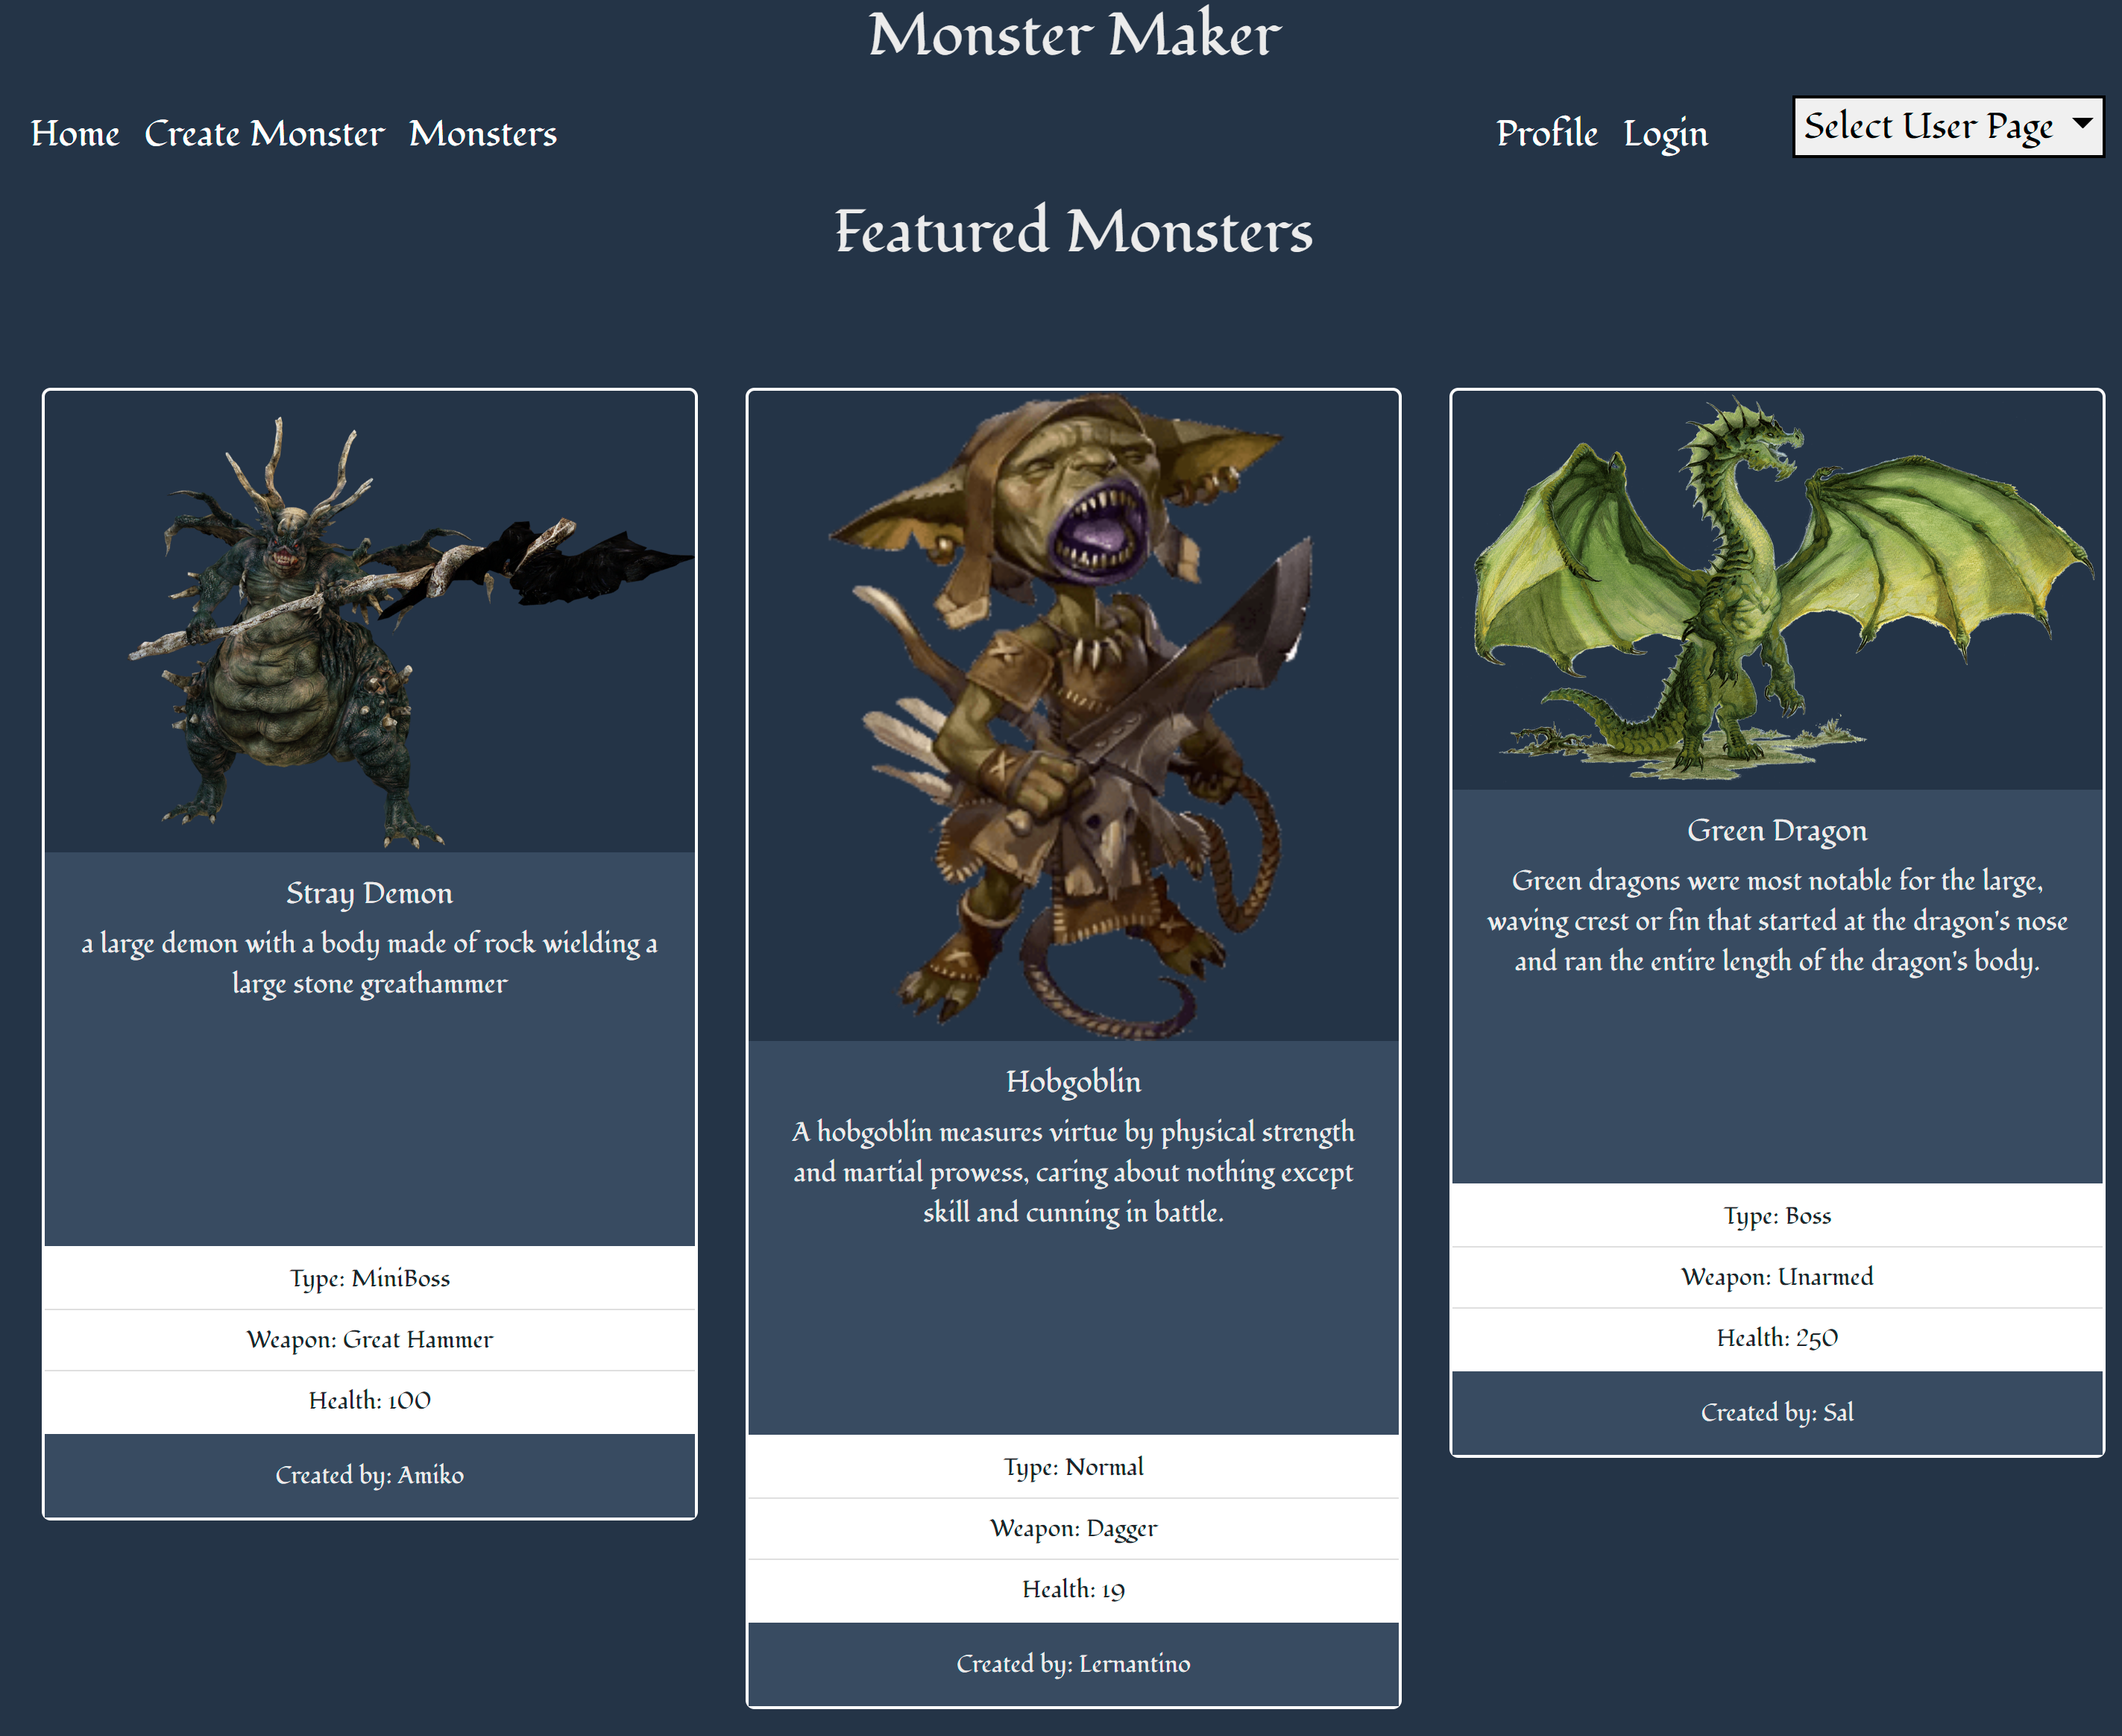 Monster Maker
Home Create Monster Monsters Profile Login Select User Page
Featured Monsters
Stray Demon
a large demon with a body made of rock wielding a
large stone greathammer
Type: MiniBoss
Weapon: Great Hammer
Health: 100
Created by: Amiko
Hobgoblin
A hobgoblin measures virtue by physical strength
and martial prowess, caring about nothing except
skill and cunning in battle.
Type: Normal
Weapon: Dagger
Health: 19
Created by: Lernantino
Green Dragon
Green dragons were most notable for the large,
waving crest or fin that started at the dragon's nose
and ran the entire length of the dragon's body.
Type: Boss
Weapon: Unarmed
Health: 250
Created by: Sal